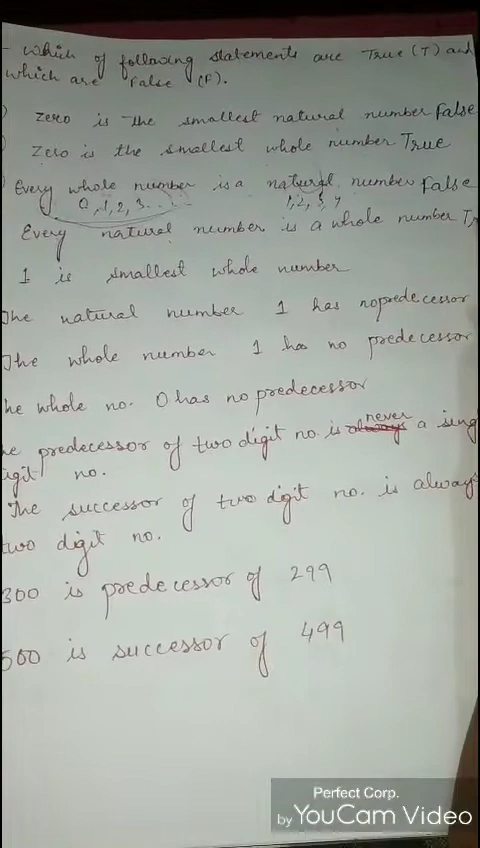 - Which of following statements are True (T) and
which are False (F).
) Zero is the smallest natural number False
) Zero is the smallest whole number True
) Every whole number is a natural number False
0, 1, 2, 3... 1, 2, 3, 4
Every natural number is a whole number Tr
1 is smallest whole number
The natural number 1 has no predecessor
The whole number 1 has no predecessor
he whole no. 0 has no predecessor
never
he predecessor of two digit no. is always a sing
igit no.
The successor of two digit no. is always
two digit no.
300 is predecessor of 299
500 is successor of 499
Perfect Corp.
by YouCam Video